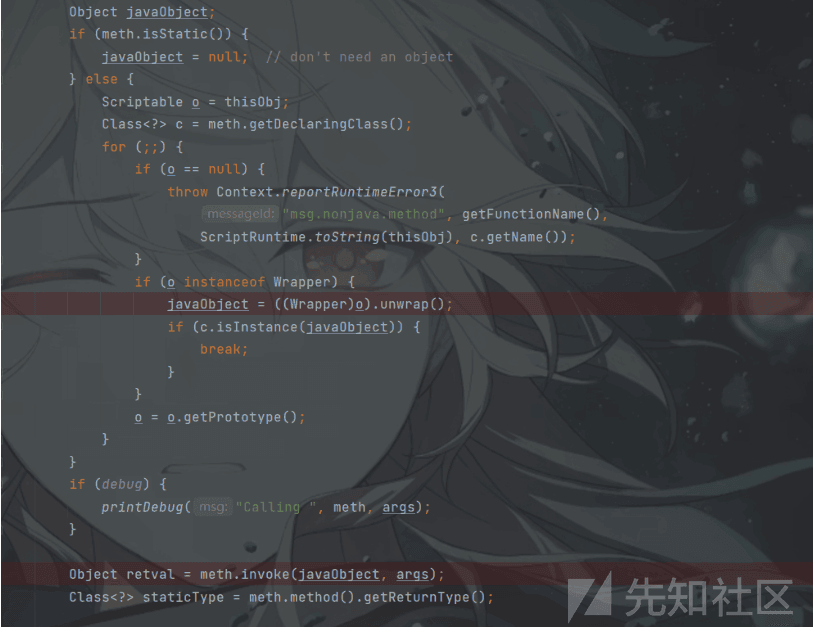 Object javaObject;
if (meth.isStatic()) {
javaObject = null;  // don't need an object
} else {
Scriptable o = thisObj;
Class<?> c = meth.getDeclaringClass();
for (;;) {
if (o == null) {
throw Context.reportRuntimeError3(
messageId: "msg.nonjava.method", getFunctionName(),
ScriptRuntime.toString(thisObj), c.getName());
}
if (o instanceof Wrapper) {
javaObject = ((Wrapper)o).unwrap();
if (c.isInstance(javaObject)) {
break;
}
}
o = o.getPrototype();
}
}
if (debug) {
printDebug( msg: "Calling ", meth, args);
}
Object retval = meth.invoke(javaObject, args);
Class<?> staticType = meth.method().getReturnType();
先知社区